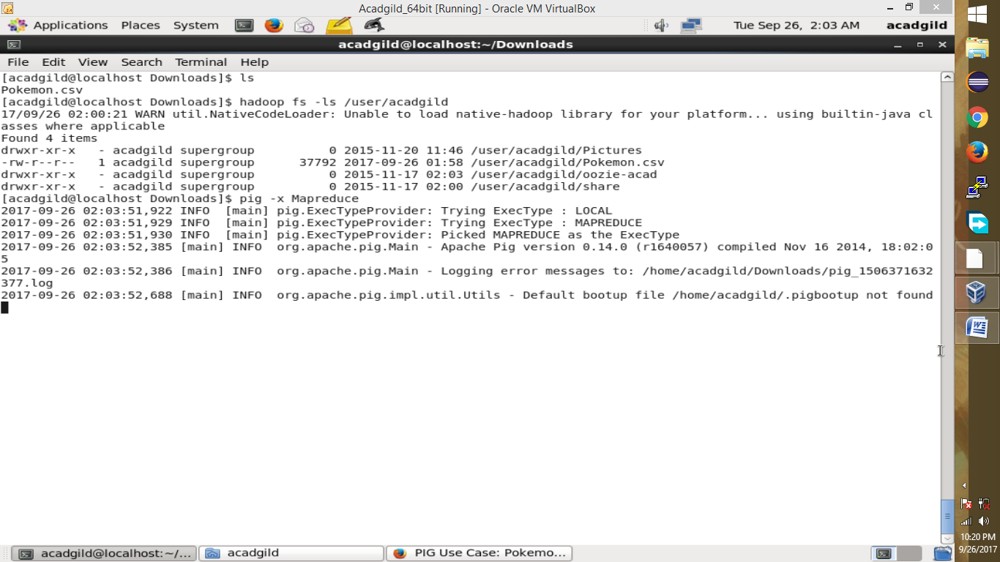 Acadgild_64bit [Running] - Oracle VM VirtualBox
Applications Places System Tue Sep 26, 2:03 AM acadgild
acadgild@localhost:~/Downloads
File Edit View Search Terminal Help
[acadgild@localhost Downloads]$ ls
Pokemon.csv
[acadgild@localhost Downloads]$ hadoop fs -ls /user/acadgild
17/09/26 02:00:21 WARN util.NativeCodeLoader: Unable to load native-hadoop library for your platform... using builtin-java cl
asses where applicable
Found 4 items
drwxr-xr-x   - acadgild supergroup          0 2015-11-20 11:46 /user/acadgild/Pictures
-rw-r--r--   1 acadgild supergroup      37792 2017-09-26 01:58 /user/acadgild/Pokemon.csv
drwxr-xr-x   - acadgild supergroup          0 2015-11-17 02:03 /user/acadgild/oozie-acad
drwxr-xr-x   - acadgild supergroup          0 2015-11-17 02:00 /user/acadgild/share
[acadgild@localhost Downloads]$ pig -x Mapreduce
2017-09-26 02:03:51,922 INFO  [main] pig.ExecTypeProvider: Trying ExecType : LOCAL
2017-09-26 02:03:51,929 INFO  [main] pig.ExecTypeProvider: Trying ExecType : MAPREDUCE
2017-09-26 02:03:51,930 INFO  [main] pig.ExecTypeProvider: Picked MAPREDUCE as the ExecType
2017-09-26 02:03:52,385 [main] INFO  org.apache.pig.Main - Apache Pig version 0.14.0 (r1640057) compiled Nov 16 2014, 18:02:0
5
2017-09-26 02:03:52,386 [main] INFO  org.apache.pig.Main - Logging error messages to: /home/acadgild/Downloads/pig_1506371632
377.log
2017-09-26 02:03:52,688 [main] INFO  org.apache.pig.impl.util.Utils - Default bootup file /home/acadgild/.pigbootup not found
acadgild@localhost:~/... acadgild PIG Use Case: Pokemo...
10:20 PM
9/26/2017